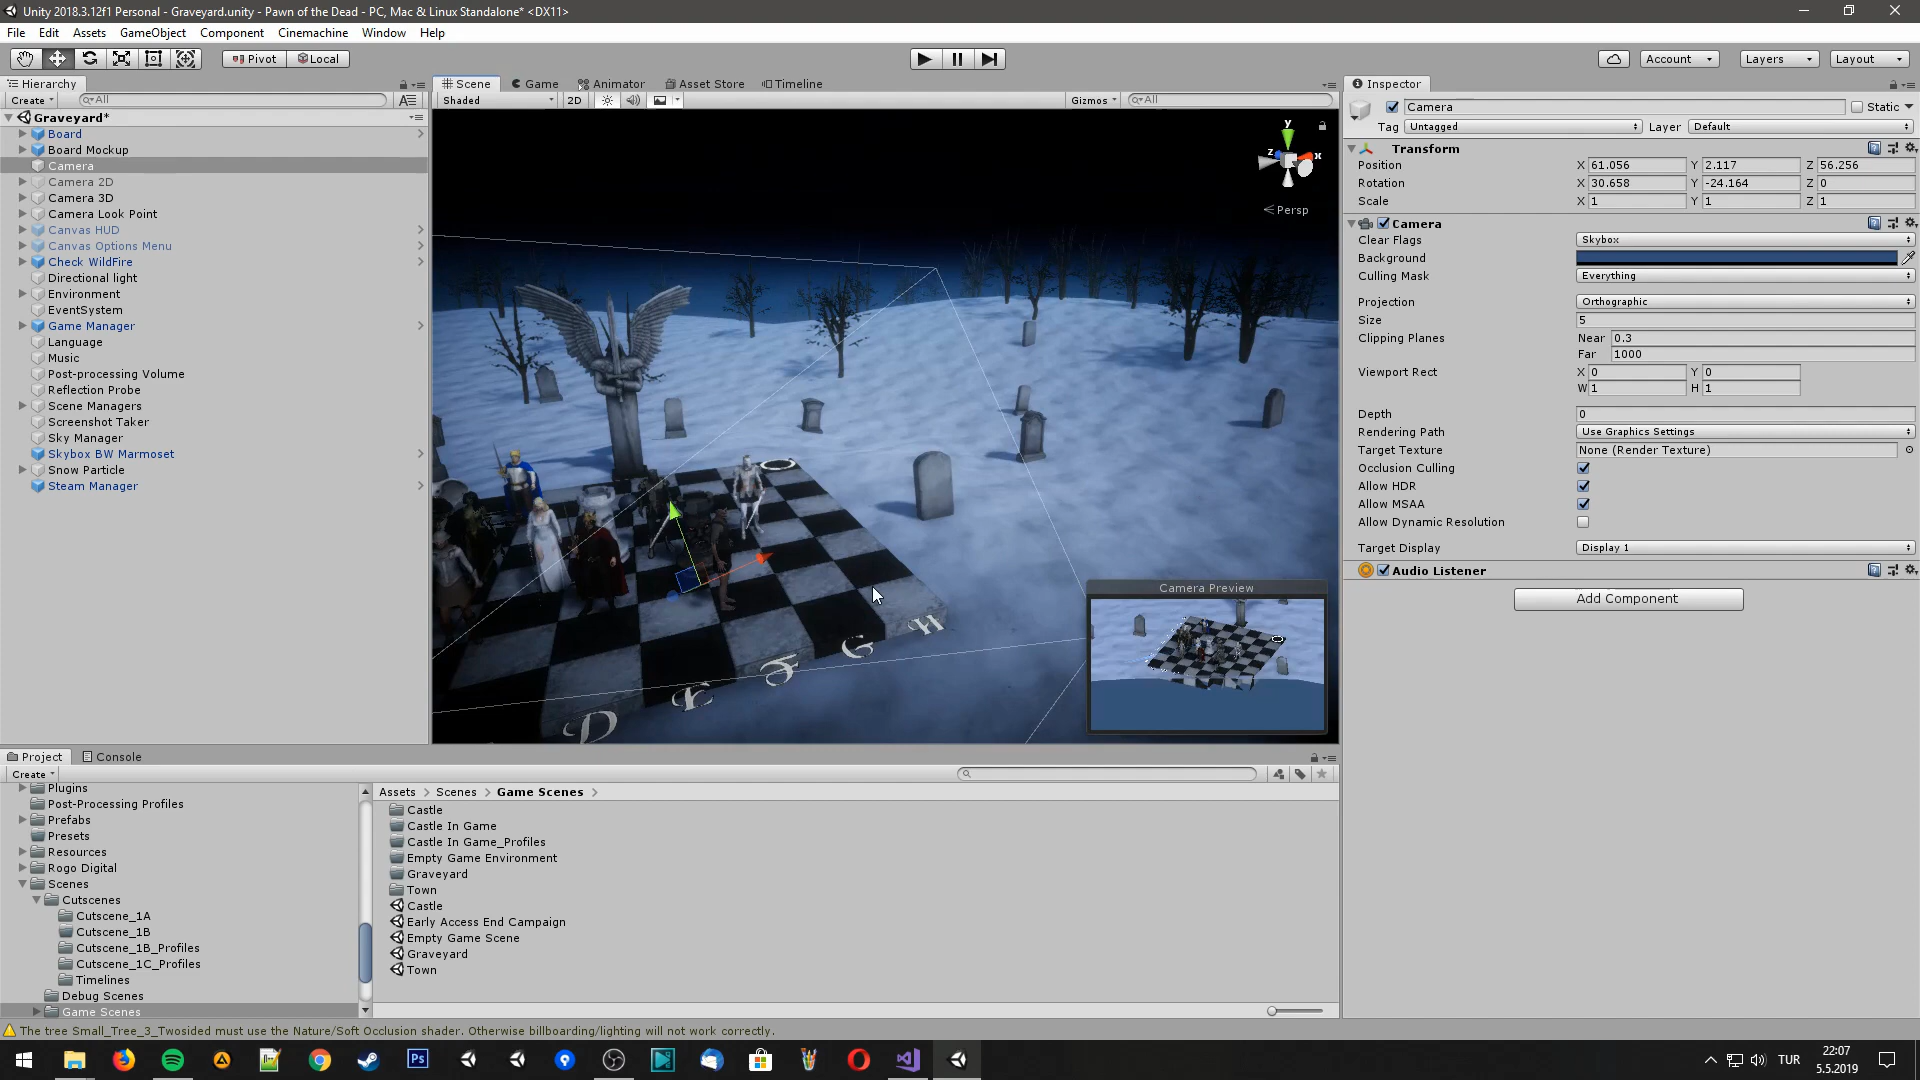 Unity 2018.3.12f1 Personal - Graveyard.unity - Pawn of the Dead - PC, Mac & Linux Standalone* <DX11>
File Edit Assets GameObject Component Cinemachine Window Help
Pivot Local Account Layers Layout
Hierarchy
Create All
Graveyard*
Board
Board Mockup
Camera
Camera 2D
Camera 3D
Camera Look Point
Canvas HUD
Canvas Options Menu
Check WildFire
Directional light
Environment
EventSystem
Game Manager
Language
Music
Post-processing Volume
Reflection Probe
Scene Managers
Screenshot Taker
Sky Manager
Skybox BW Marmoset
Snow Particle
Steam Manager
Scene Game Animator Asset Store Timeline
Shaded 2D Gizmos All
y
z x
Persp
D E F G H
Camera Preview
Inspector
Camera Static
Tag Untagged Layer Default
Transform
Position X 61.056 Y 2.117 Z 56.256
Rotation X 30.658 Y -24.164 Z 0
Scale X 1 Y 1 Z 1
Camera
Clear Flags Skybox
Background
Culling Mask Everything
Projection Orthographic
Size 5
Clipping Planes Near 0.3
Far 1000
Viewport Rect X 0 Y 0
W 1 H 1
Depth 0
Rendering Path Use Graphics Settings
Target Texture None (Render Texture)
Occlusion Culling
Allow HDR
Allow MSAA
Allow Dynamic Resolution
Target Display Display 1
Audio Listener
Add Component
Project Console
Create
Plugins
Post-Processing Profiles
Prefabs
Presets
Resources
Rogo Digital
Scenes
Cutscenes
Cutscene_1A
Cutscene_1B
Cutscene_1B_Profiles
Cutscene_1C_Profiles
Timelines
Debug Scenes
Game Scenes
Assets > Scenes > Game Scenes >
Castle
Castle In Game
Castle In Game_Profiles
Empty Game Environment
Graveyard
Town
Castle
Early Access End Campaign
Empty Game Scene
Graveyard
Town
The tree Small_Tree_3_Twosided must use the Nature/Soft Occlusion shader. Otherwise billboarding/lighting will not work correctly.
Ps
TUR
22:07
5.5.2019